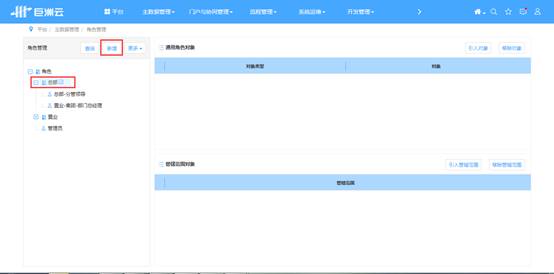 巨洲云 平台 主数据管理 门户与协同管理 流程管理 系统运维 开发管理
平台 主数据管理 角色管理
角色管理 查询 新增 更多
角色
总部
总部-分管领导
置业-集团-部门总经理
置业
管理员
通用角色对象 引入对象 移除对象
对象类型 对象
管辖范围对象 引入管辖范围 移除管辖范围
管辖范围